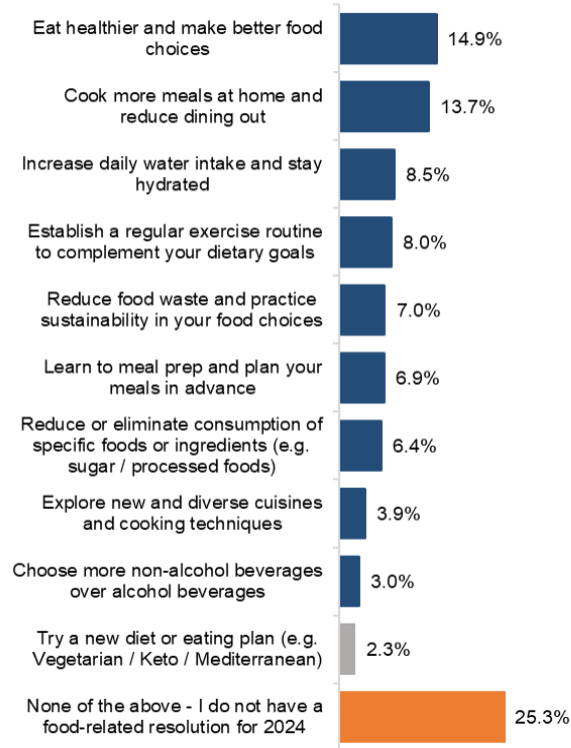 Eat healthier and make better food
choices
14.9%
Cook more meals at home and
reduce dining out
13.7%
Increase daily water intake and stay
hydrated
8.5%
Establish a regular exercise routine
to complement your dietary goals
8.0%
Reduce food waste and practice
sustainability in your food choices
7.0%
Learn to meal prep and plan your
meals in advance
6.9%
Reduce or eliminate consumption of
specific foods or ingredients (e.g.
sugar / processed foods)
6.4%
Explore new and diverse cuisines
and cooking techniques
3.9%
Choose more non-alcohol beverages
over alcohol beverages
3.0%
Try a new diet or eating plan (e.g.
Vegetarian / Keto / Mediterranean)
2.3%
None of the above - I do not have a
food-related resolution for 2024
25.3%